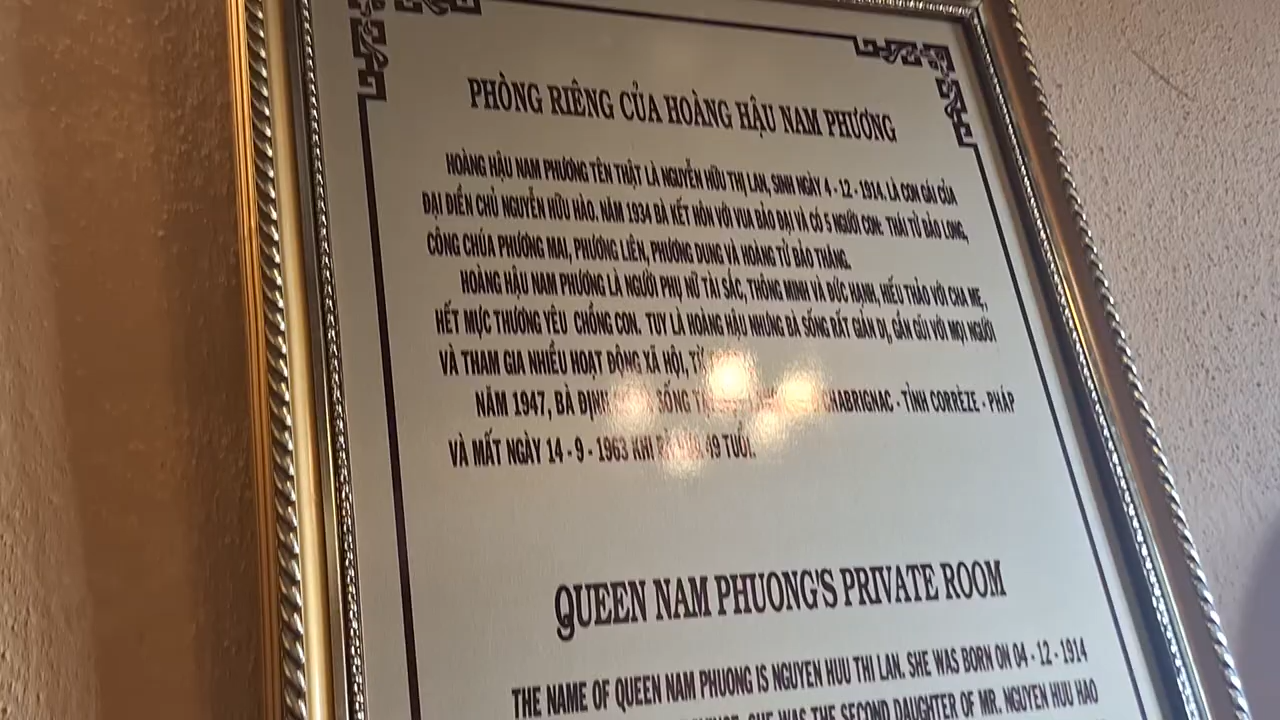 PHÒNG RIÊNG CỦA HOÀNG HẬU NAM PHƯƠNG
HOÀNG HẬU NAM PHƯƠNG TÊN THẬT LÀ NGUYỄN HỮU THỊ LAN, SINH NGÀY 4 - 12 - 1914. LÀ CON GÁI CỦA
ĐẠI ĐIỀN CHỦ NGUYỄN HỮU HÀO. NĂM 1934 BÀ KẾT HÔN VỚI VUA BẢO ĐẠI VÀ CÓ 5 NGƯỜI CON: THÁI TỬ BẢO LONG,
CÔNG CHÚA PHƯƠNG MAI, PHƯƠNG LIÊN, PHƯƠNG DUNG VÀ HOÀNG TỬ BẢO THĂNG.
HOÀNG HẬU NAM PHƯƠNG LÀ NGƯỜI PHỤ NỮ TÀI SẮC, THÔNG MINH VÀ ĐỨC HẠNH, HIẾU THẢO VỚI CHA MẸ,
HẾT MỰC THƯƠNG YÊU CHỒNG CON. TUY LÀ HOÀNG HẬU NHƯNG BÀ SỐNG RẤT GIẢN DỊ, GẦN GŨI VỚI MỌI NGƯỜI
VÀ THAM GIA NHIỀU HOẠT ĐỘNG XÃ HỘI, TỪ
NĂM 1947, BÀ ĐỊNH SỐNG CHABRIGNAC - TỈNH CORRÈZE - PHÁP
VÀ MẤT NGÀY 14 - 9 - 1963 KHI 49 TUỔI.
QUEEN NAM PHUONG'S PRIVATE ROOM
THE NAME OF QUEEN NAM PHUONG IS NGUYEN HUU THI LAN. SHE WAS BORN ON 04 - 12 - 1914
SHE WAS THE SECOND DAUGHTER OF MR. NGUYEN HUU HAO